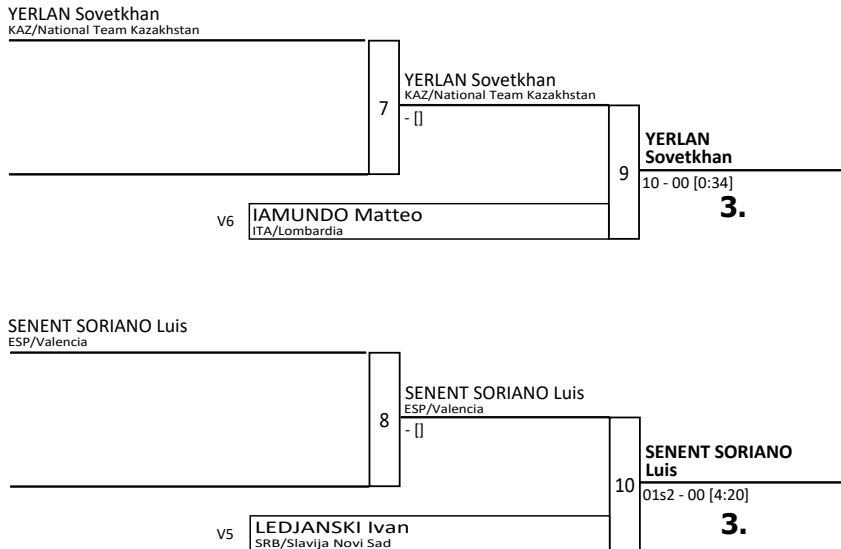 YERLAN Sovetkhan
KAZ/National Team Kazakhstan
7
YERLAN Sovetkhan
KAZ/National Team Kazakhstan
- []
9
YERLAN
Sovetkhan
10 - 00 [0:34]
3.
V6
IAMUNDO Matteo
ITA/Lombardia
SENENT SORIANO Luis
ESP/Valencia
8
SENENT SORIANO Luis
ESP/Valencia
- []
10
SENENT SORIANO
Luis
01s2 - 00 [4:20]
3.
V5
LEDJANSKI Ivan
SRB/Slavija Novi Sad